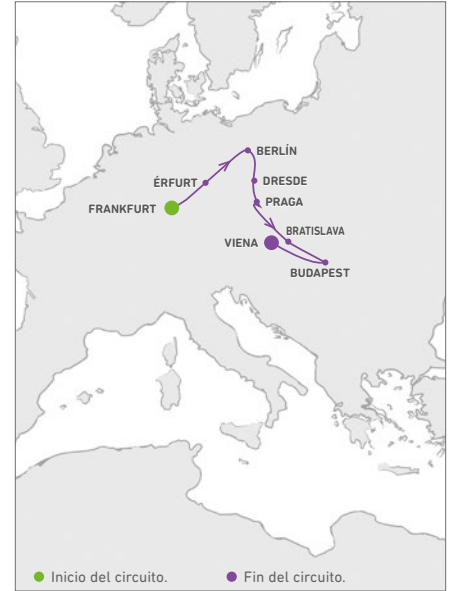 BERLÍN
ÉRFURT
DRESDE
FRANKFURT
PRAGA
VIENA
BRATISLAVA
BUDAPEST
Inicio del circuito.
Fin del circuito.